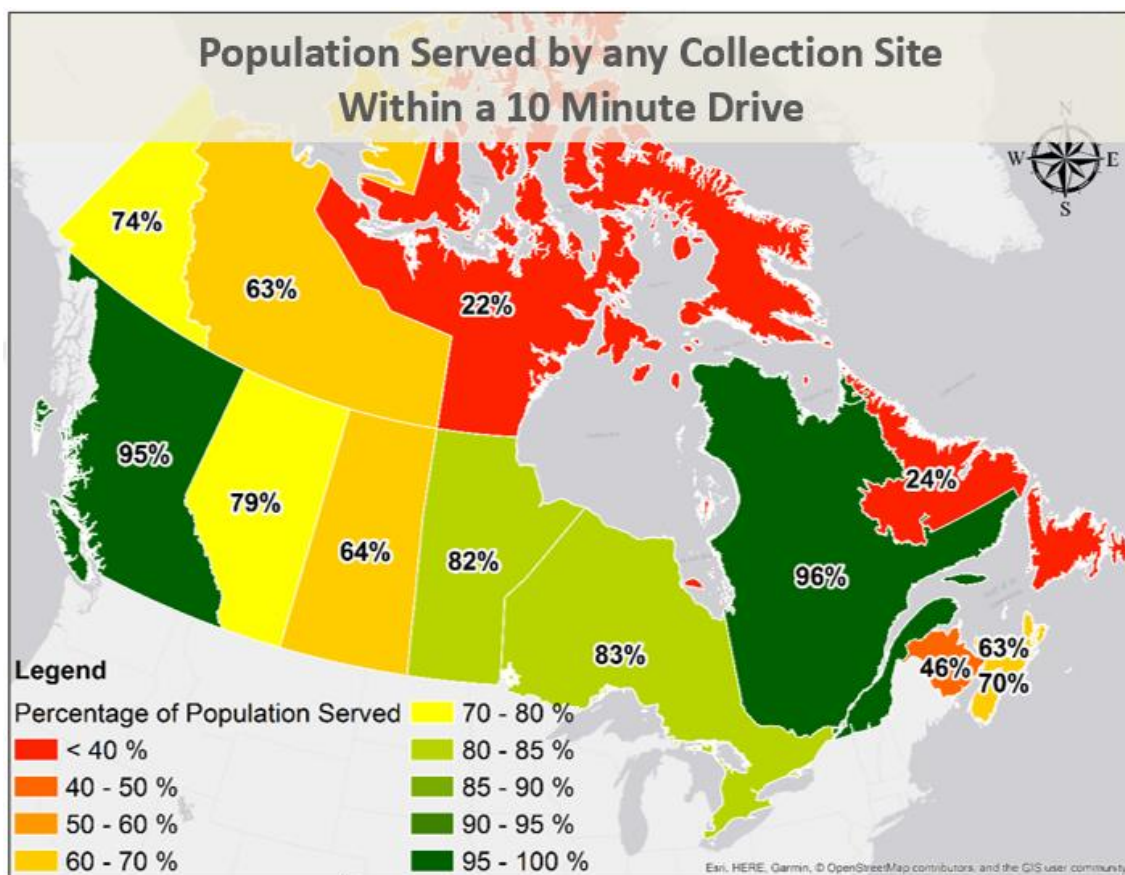 Population Served by any Collection Site
Within a 10 Minute Drive
N
W E
S
74%
63%
22%
95%
79%
64%
82%
83%
96%
24%
46%
63%
70%
Legend
Percentage of Population Served
< 40 %
40 - 50 %
50 - 60 %
60 - 70 %
70 - 80 %
80 - 85 %
85 - 90 %
90 - 95 %
95 - 100 %
Esri, HERE, Garmin, © OpenStreetMap contributors, and the GIS user community